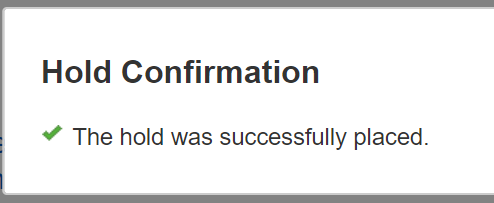 Hold Confirmation
The hold was successfully placed.